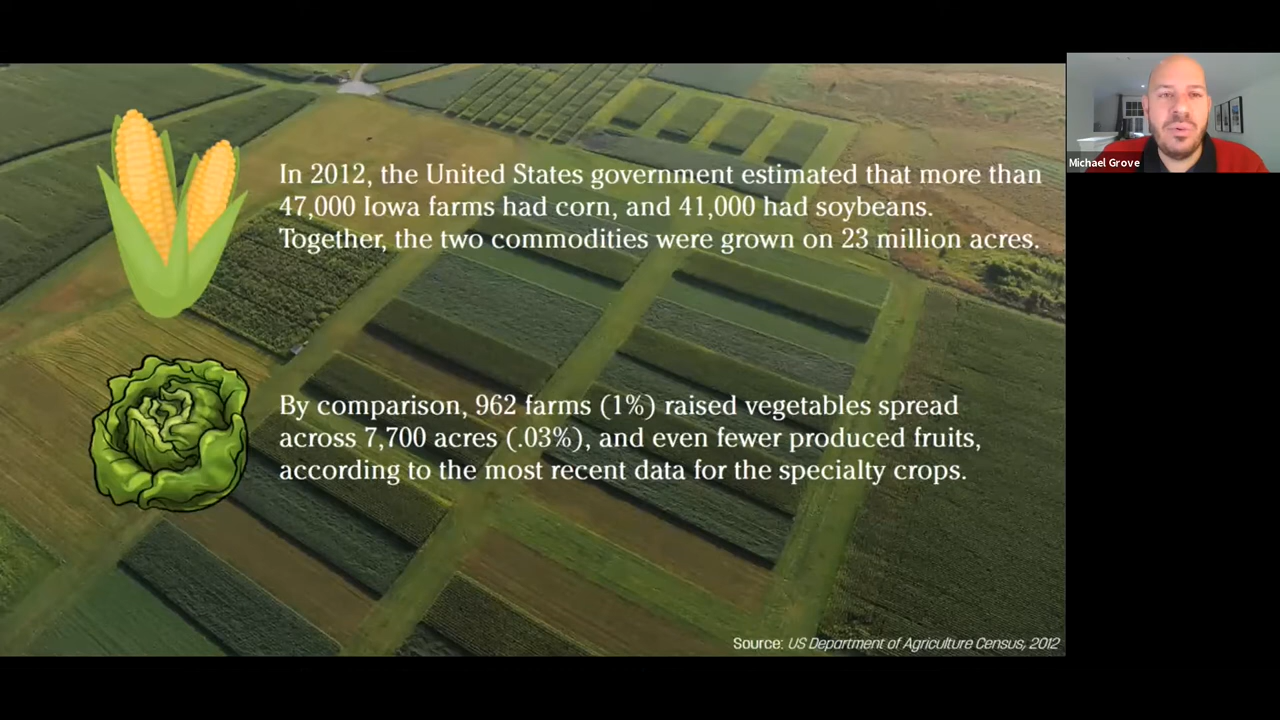 In 2012, the United States government estimated that more than
47,000 Iowa farms had corn, and 41,000 had soybeans.
Together, the two commodities were grown on 23 million acres.
By comparison, 962 farms (1%) raised vegetables spread
across 7,700 acres (.03%), and even fewer produced fruits,
according to the most recent data for the specialty crops.
Source: US Department of Agriculture Census, 2012
Michael Grove